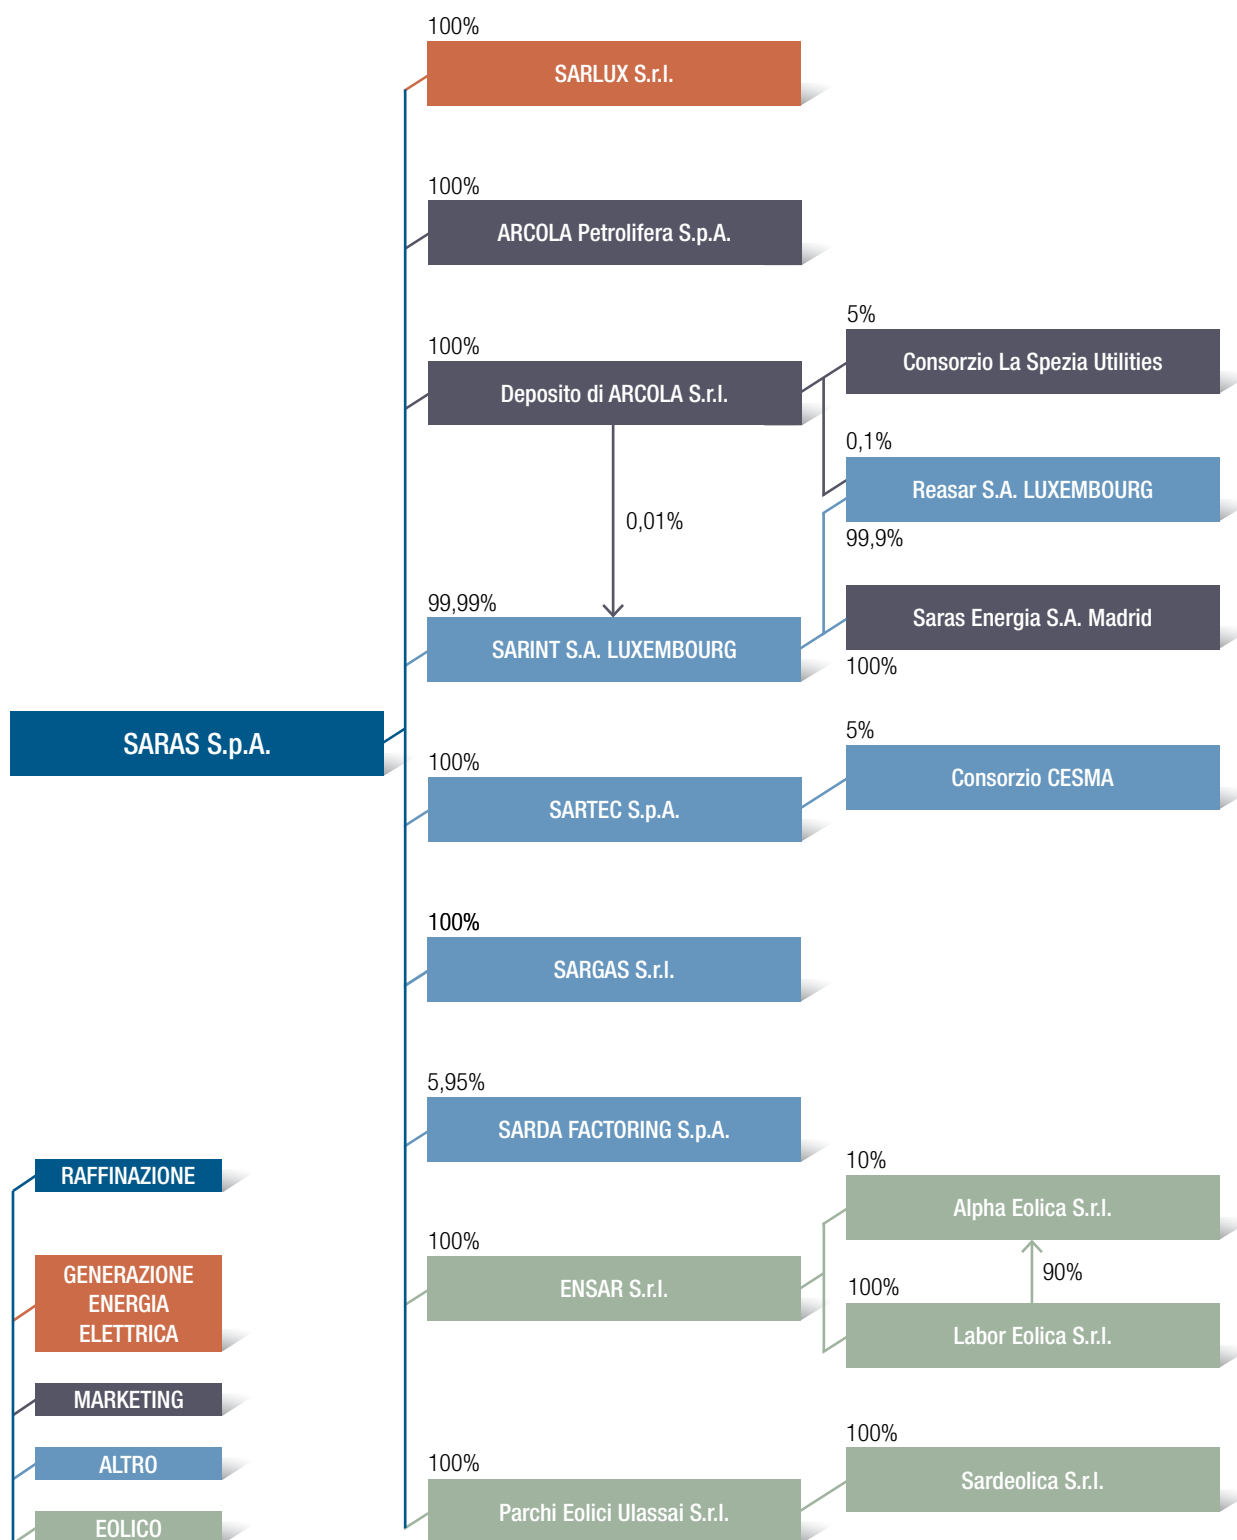 100%
SARLUX S.r.l.
100%
ARCOLA Petrolifera S.p.A.
100%
Deposito di ARCOLA S.r.l.
5%
Consorzio La Spezia Utilities
0,1%
Reasar S.A. LUXEMBOURG
99,9%
0,01%
99,99%
SARINT S.A. LUXEMBOURG
Saras Energia S.A. Madrid
100%
SARAS S.p.A.
100%
SARTEC S.p.A.
5%
Consorzio CESMA
100%
SARGAS S.r.l.
5,95%
SARDA FACTORING S.p.A.
100%
ENSAR S.r.l.
10%
Alpha Eolica S.r.l.
90%
100%
Labor Eolica S.r.l.
100%
Parchi Eolici Ulassai S.r.l.
100%
Sardeolica S.r.l.
RAFFINAZIONE
GENERAZIONE
ENERGIA
ELETTRICA
MARKETING
ALTRO
EOLICO